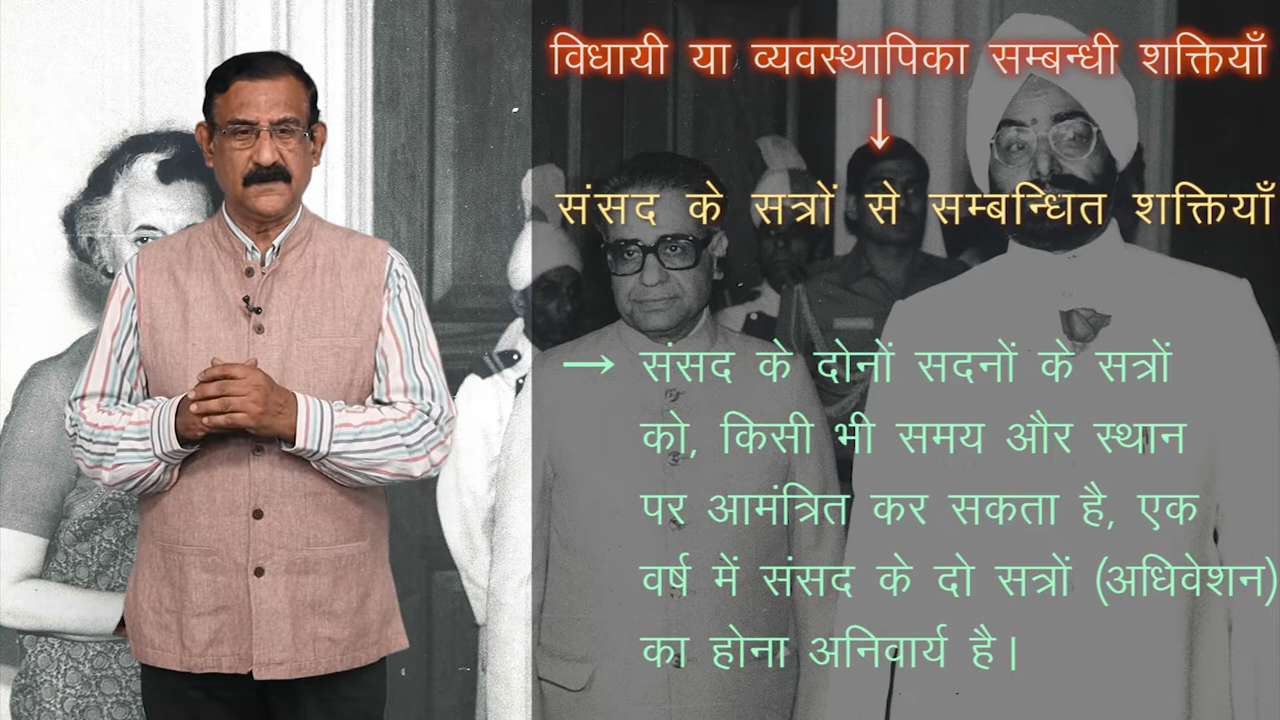 विधायी या व्यवस्थापिका सम्बन्धी शक्तियाँ
↓
संसद के सत्रों से सम्बन्धित शक्तियाँ
→ संसद के दोनों सदनों के सत्रों
को, किसी भी समय और स्थान
पर आमंत्रित कर सकता है, एक
वर्ष में संसद के दो सत्रों (अधिवेशन)
का होना अनिवार्य है।